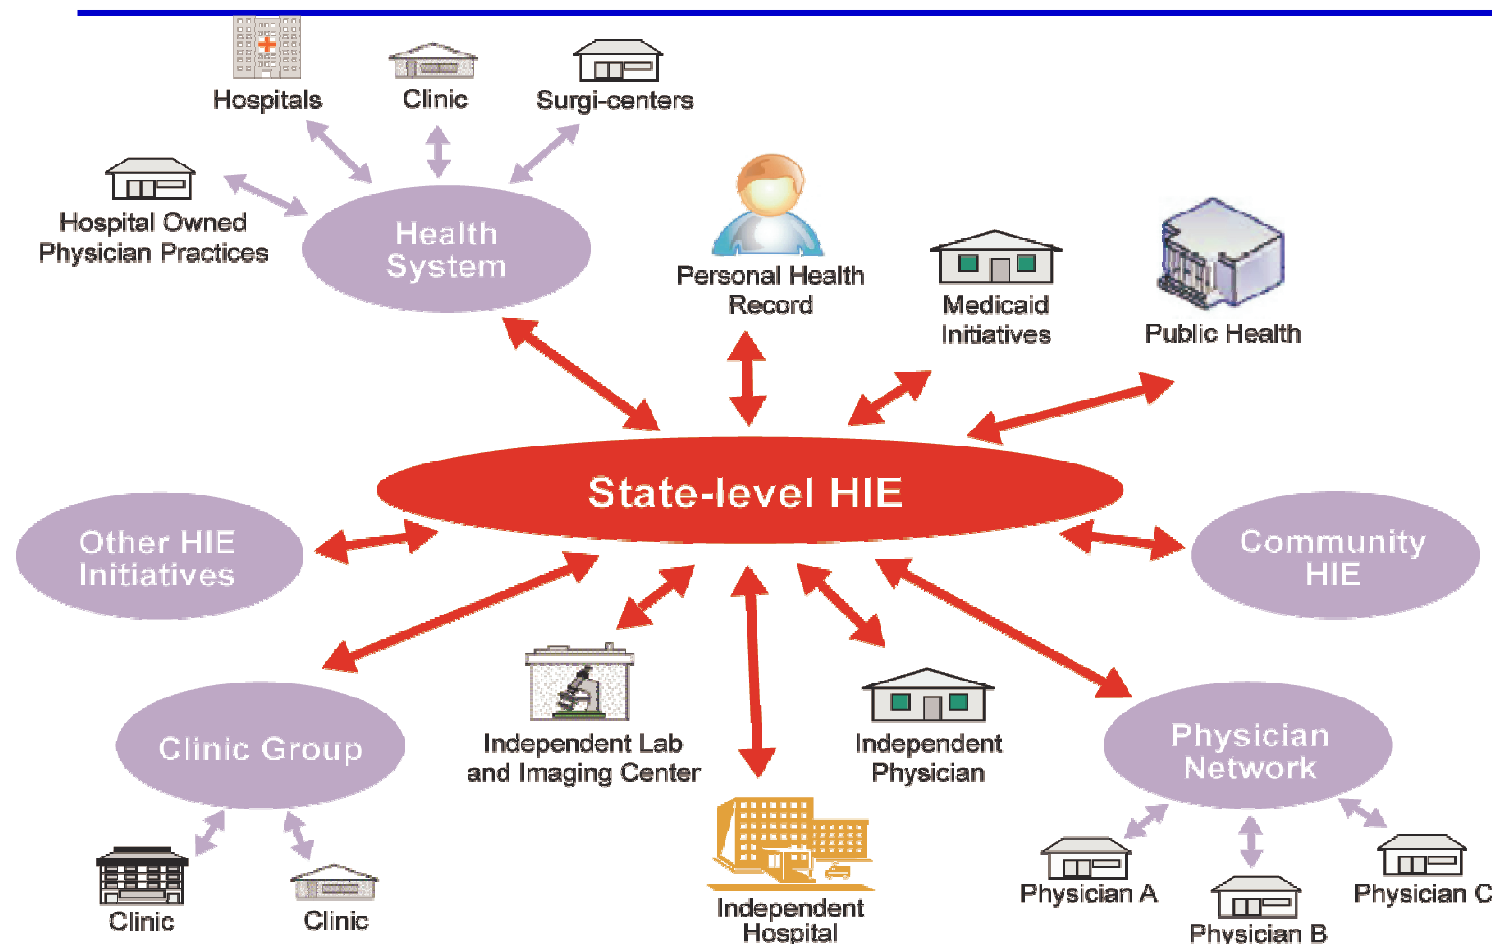 Hospitals
Clinic
Surgi-centers
Hospital Owned
Physician Practices
Health
System
Personal Health
Record
Medicaid
Initiatives
Public Health
State-level HIE
Other HIE
Initiatives
Community
HIE
Clinic Group
Independent Lab
and Imaging Center
Independent
Physician
Physician
Network
Clinic
Clinic
Independent
Hospital
Physician A
Physician B
Physician C